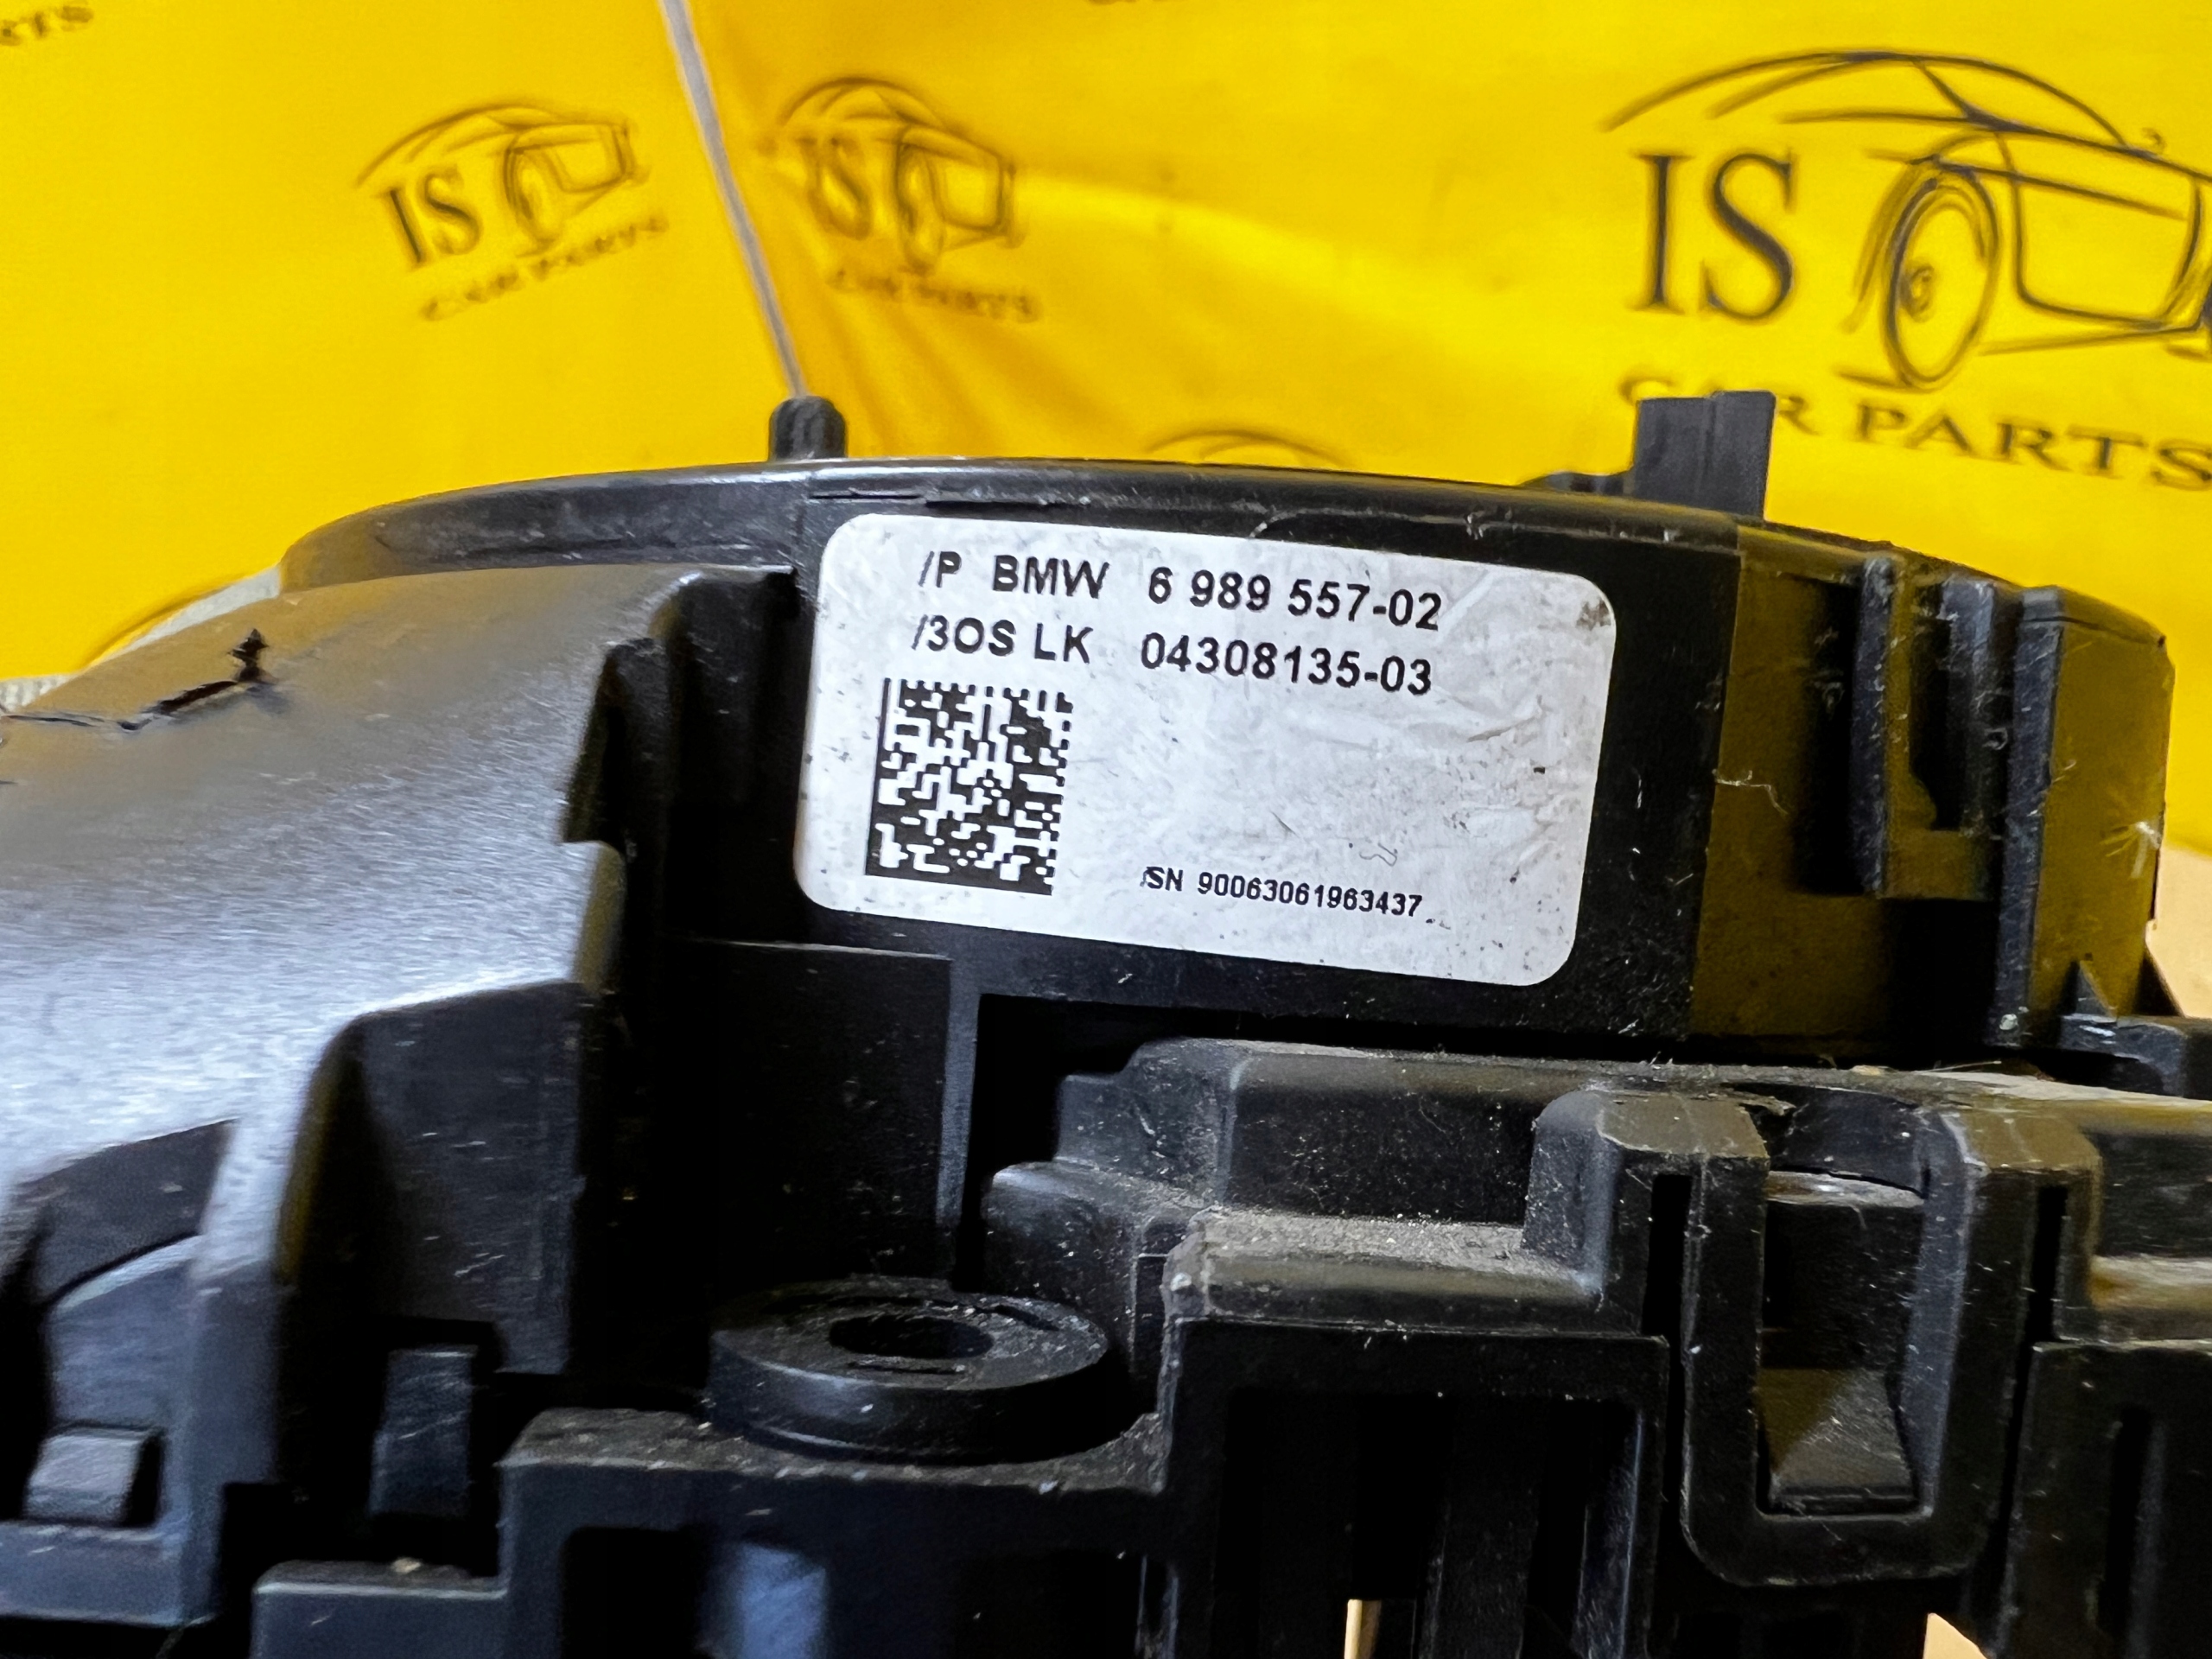 RTS
IS
CAR PARTS
IS
CAR PARTS
IS
CAR PARTS
/P BMW 6 989 557-02
/3OS LK 04308135-03
/SN 90063061963437